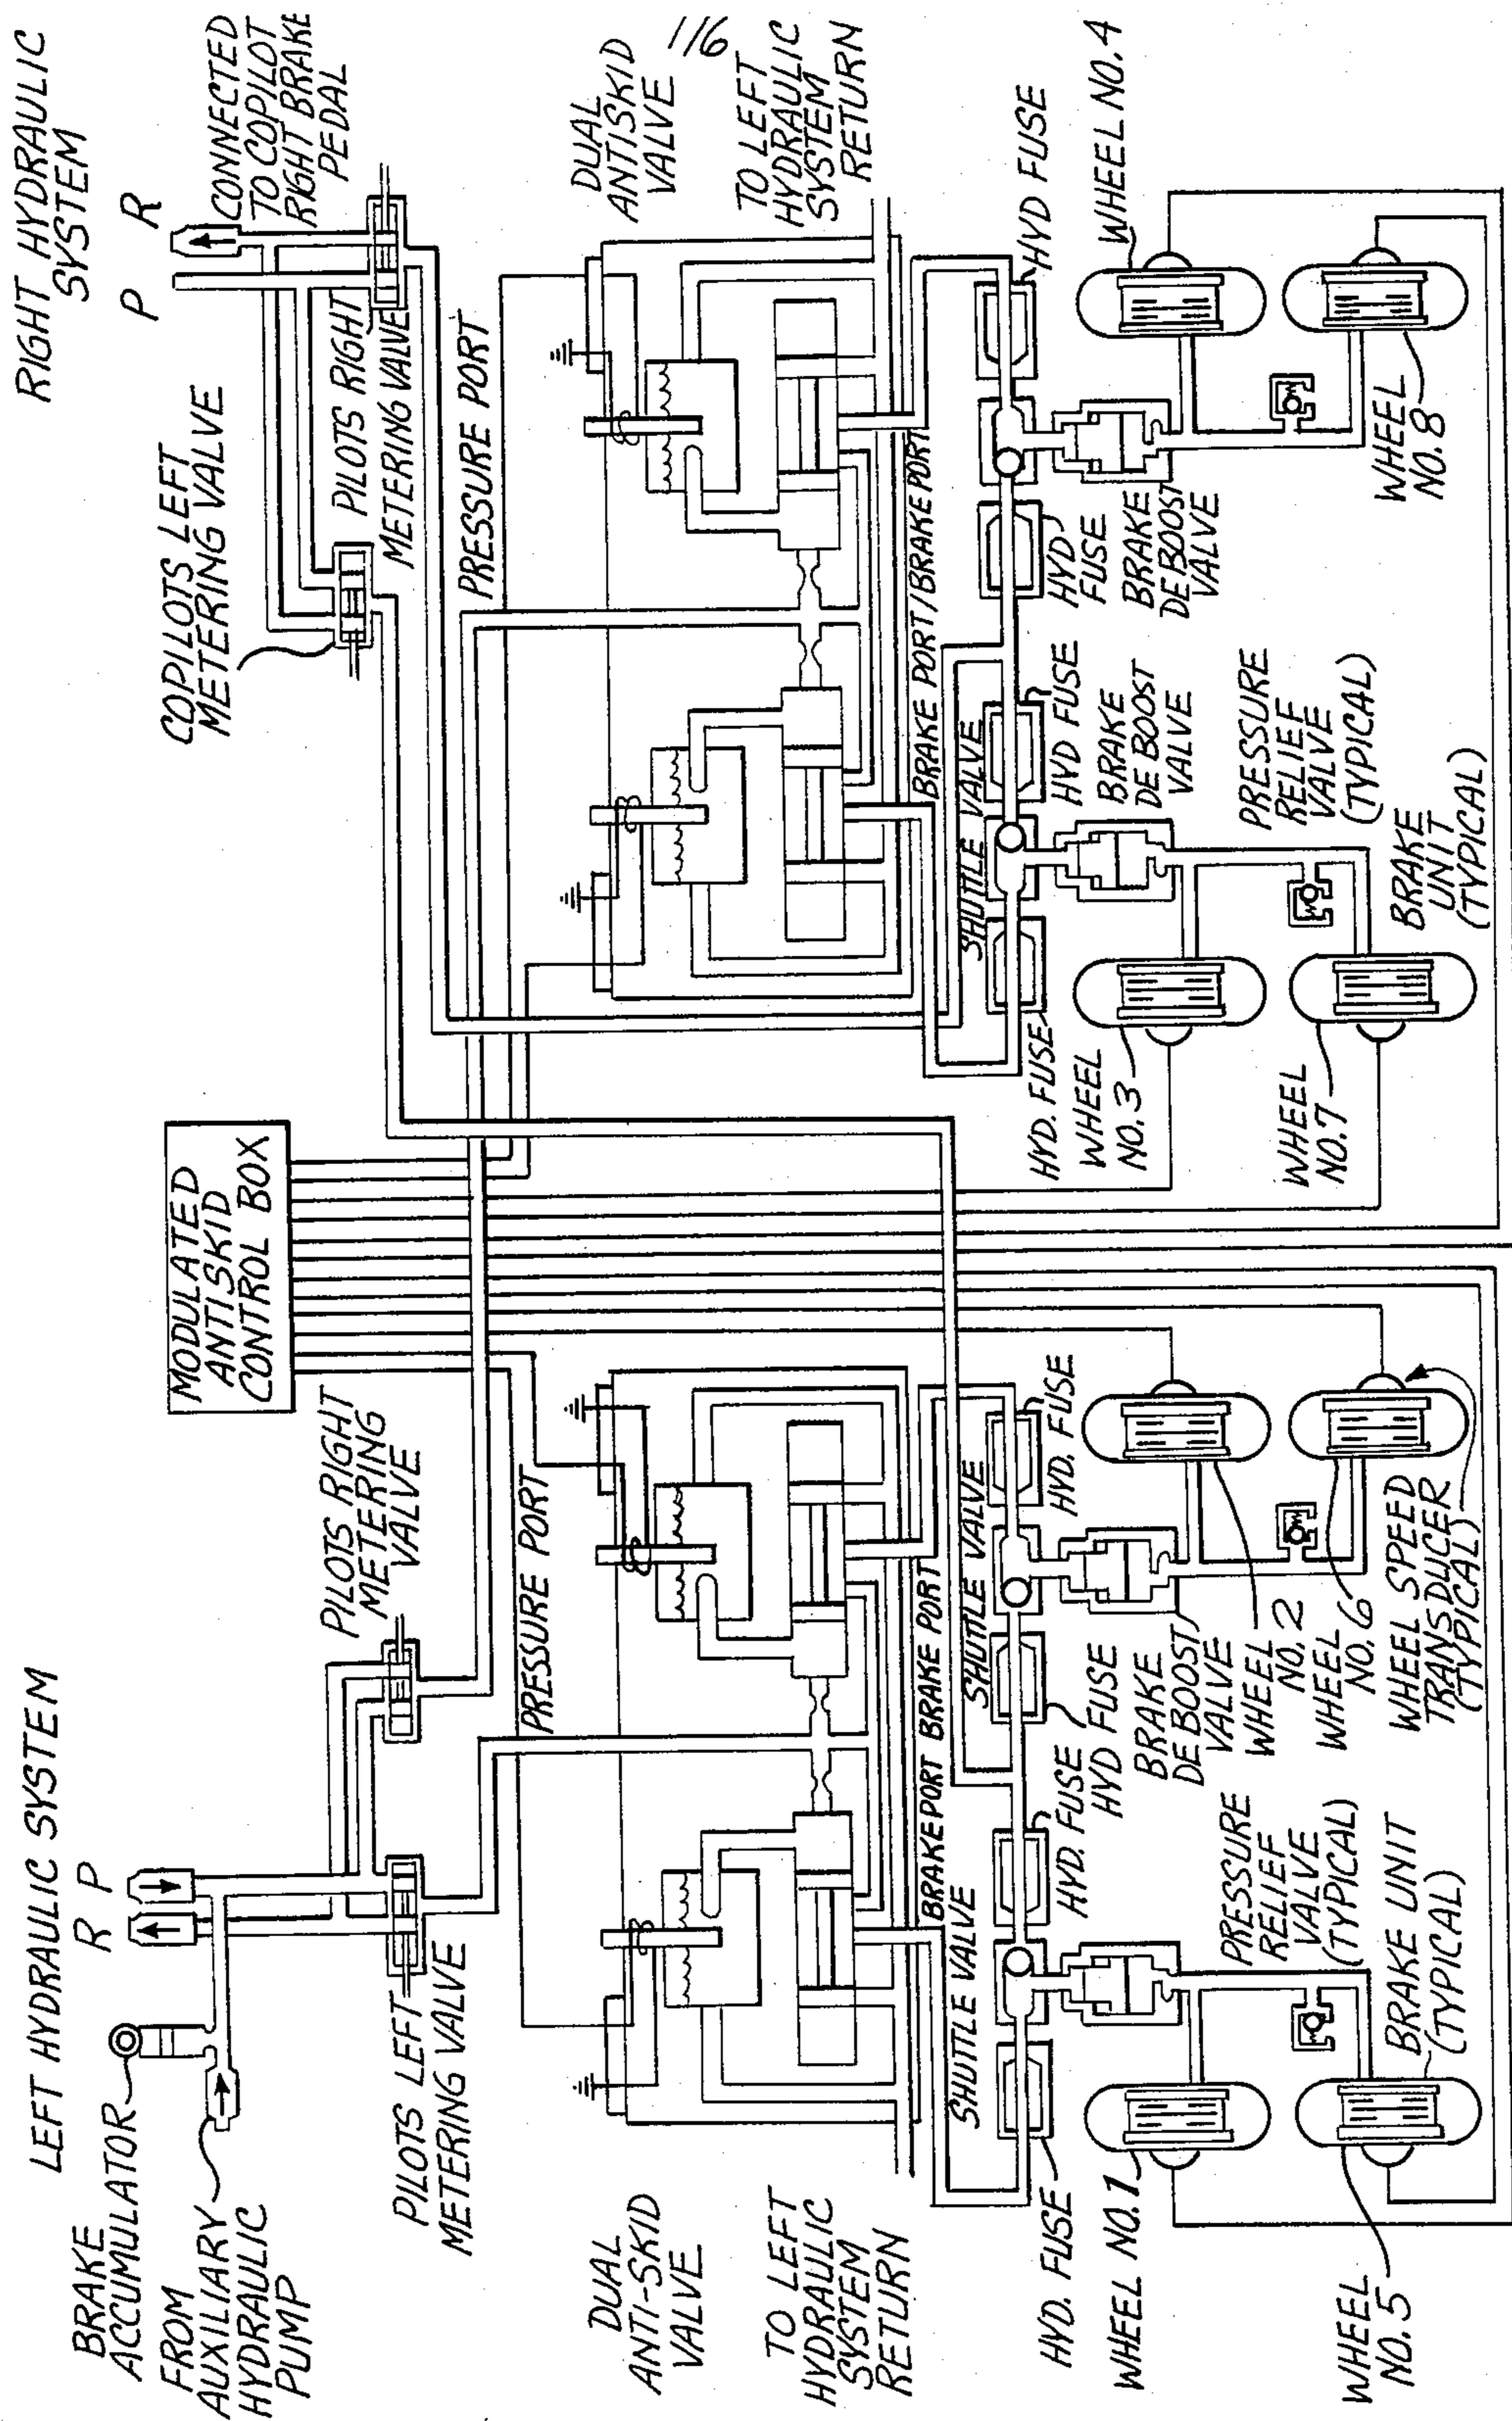 LEFT HYDRAULIC SYSTEM
RIGHT HYDRAULIC
SYSTEM
BRAKE
ACCUMULATOR
R P
P R
FROM
AUXILIARY
HYDRAULIC
PUMP
MODULATED
ANTISKID
CONTROL BOX
COPILOTS LEFT
METERING VALVE
CONNECTED
TO COPILOT
RIGHT BRAKE
PEDAL
PILOTS LEFT
METERING VALVE
PILOTS RIGHT
METERING
VALVE
PILOTS RIGHT
METERING VALVE
PRESSURE PORT
PRESSURE PORT
DUAL
ANTI-SKID
VALVE
DUAL
ANTISKID
VALVE
116
TO LEFT
HYDRAULIC
SYSTEM
RETURN
TO LEFT
HYDRAULIC
SYSTEM
RETURN
BRAKE PORT BRAKE PORT
BRAKE PORT/BRAKE PORT
SHUTTLE VALVE
SHUTTLE VALVE
SHUTTLE VALVE
HYD. FUSE
HYD. FUSE
HYD FUSE
HYD. FUSE
HYD. FUSE
HYD FUSE
HYD
FUSE
HYD FUSE
WHEEL NO. 1
BRAKE
DE BOOST
VALVE
WHEEL
NO. 2
WHEEL
NO. 3
BRAKE
DE BOOST
VALVE
BRAKE
DE BOOST
VALVE
WHEEL NO. 4
PRESSURE
RELIEF
VALVE
(TYPICAL)
WHEEL
NO. 6
PRESSURE
RELIEF
VALVE
(TYPICAL)
WHEEL
NO. 5
BRAKE UNIT
(TYPICAL)
WHEEL SPEED
TRANSDUCER
(TYPICAL)
WHEEL
NO. 7
BRAKE
UNIT
(TYPICAL)
WHEEL
NO. 8